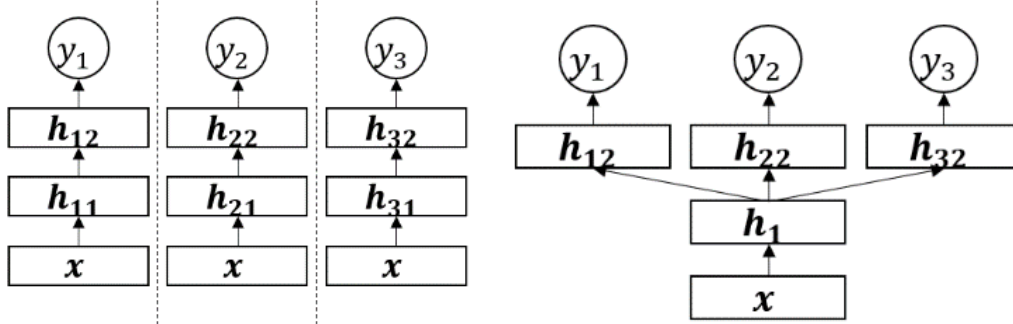 y₁ y₂ y₃
h₁₂ h₂₂ h₃₂
h₁₁ h₂₁ h₃₁
x x x
y₁ y₂ y₃
h₁₂ h₂₂ h₃₂
h₁
x